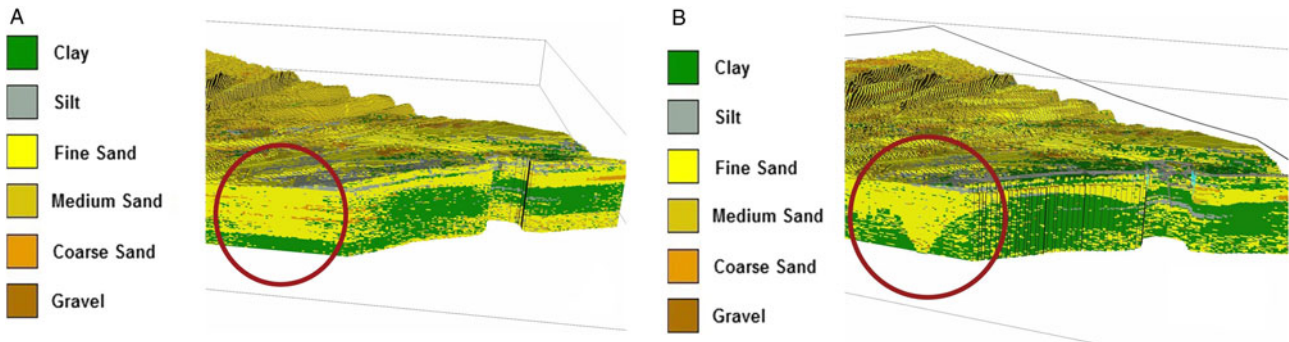 A
Clay
Silt
Fine Sand
Medium Sand
Coarse Sand
Gravel
B
Clay
Silt
Fine Sand
Medium Sand
Coarse Sand
Gravel